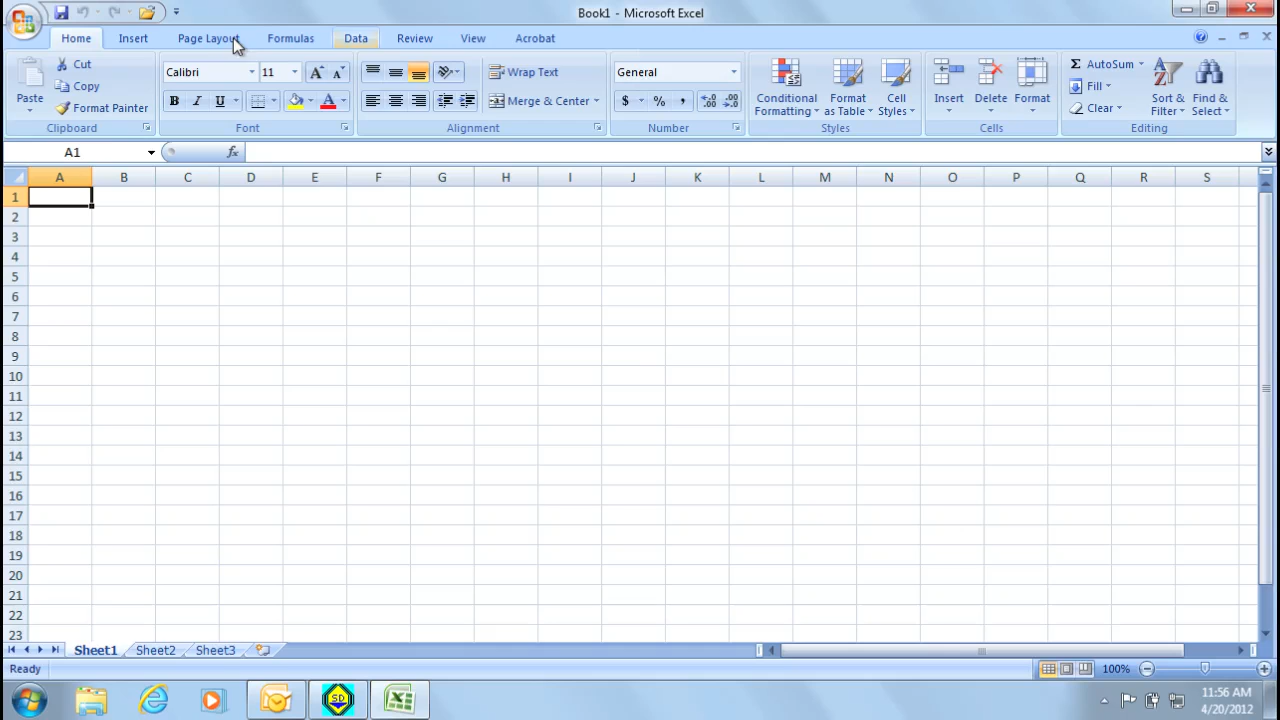 Book1 - Microsoft Excel
Home Insert Page Layout Formulas Data Review View Acrobat
Cut
Copy
Format Painter
Paste
Clipboard
Calibri 11
B I U A
Font
Wrap Text
Merge & Center
Alignment
General
$ % , .00 .00
Number
Conditional Formatting
Format as Table
Cell Styles
Styles
Insert Delete Format
Cells
Σ AutoSum
Fill
Clear
Sort & Filter
Find & Select
Editing
A1 fx
A B C D E F G H I J K L M N O P Q R S
1
2
3
4
5
6
7
8
9
10
11
12
13
14
15
16
17
18
19
20
21
22
23
Sheet1 Sheet2 Sheet3
Ready 100%
SD
11:56 AM
4/20/2012